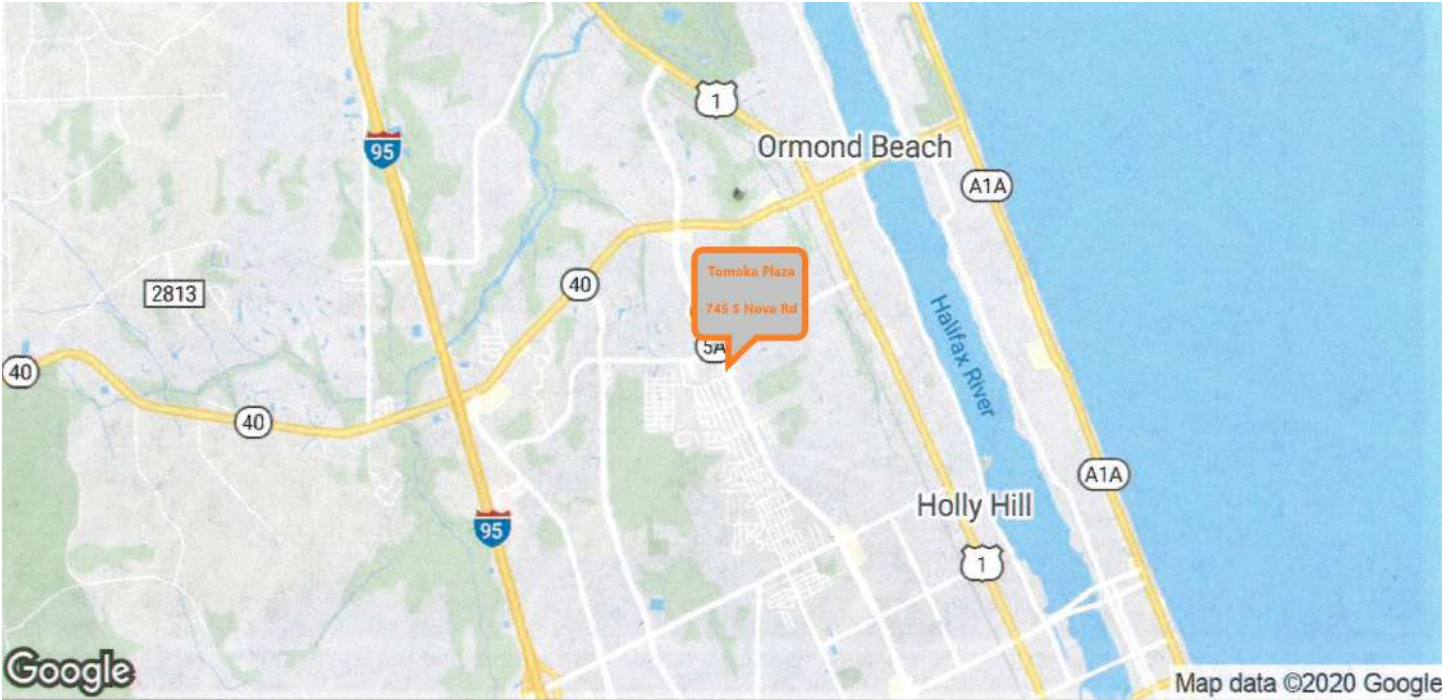 1
Ormond Beach
95
A1A
40
2813
Tomoka Plaza
745 S Nova Rd
5A
Halifax River
40
40
A1A
Holly Hill
95
1
Google
Map data ©2020 Google